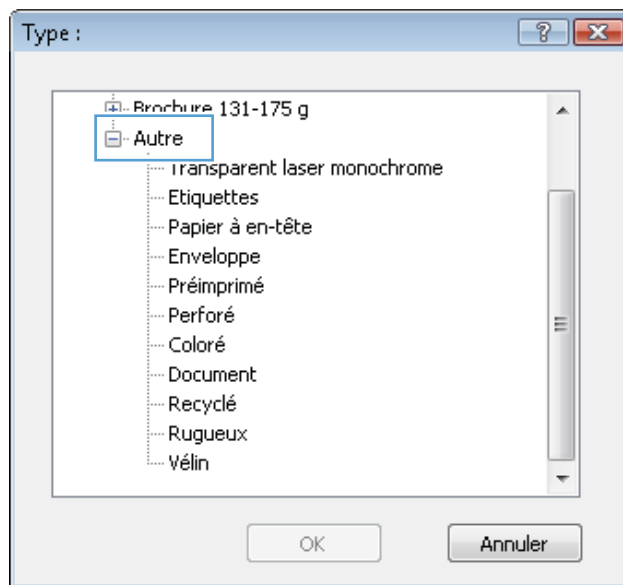 Type :
Brochure 131-175 g
Autre
Transparent laser monochrome
Etiquettes
Papier à en-tête
Enveloppe
Préimprimé
Perforé
Coloré
Document
Recyclé
Rugueux
Vélin
OK
Annuler